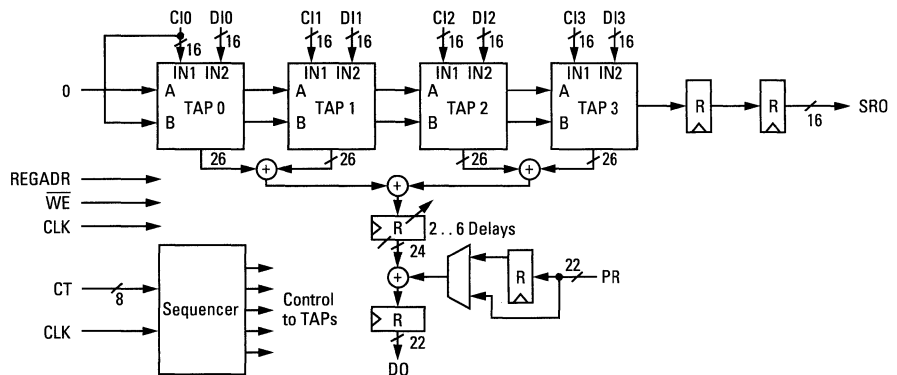 CI0 DI0 CI1 DI1 CI2 DI2 CI3 DI3
16 16 16 16 16 16 16 16
IN1 IN2 IN1 IN2 IN1 IN2 IN1 IN2
0 A TAP 0 A TAP 1 A TAP 2 A TAP 3 R R SRO
B B B B 16
26 + 26 26 + 26
REGADR +
WE
CLK R 2 . . 6 Delays
24
CT 8 Sequencer Control to TAPs + R 22 PR
CLK R
22
DO